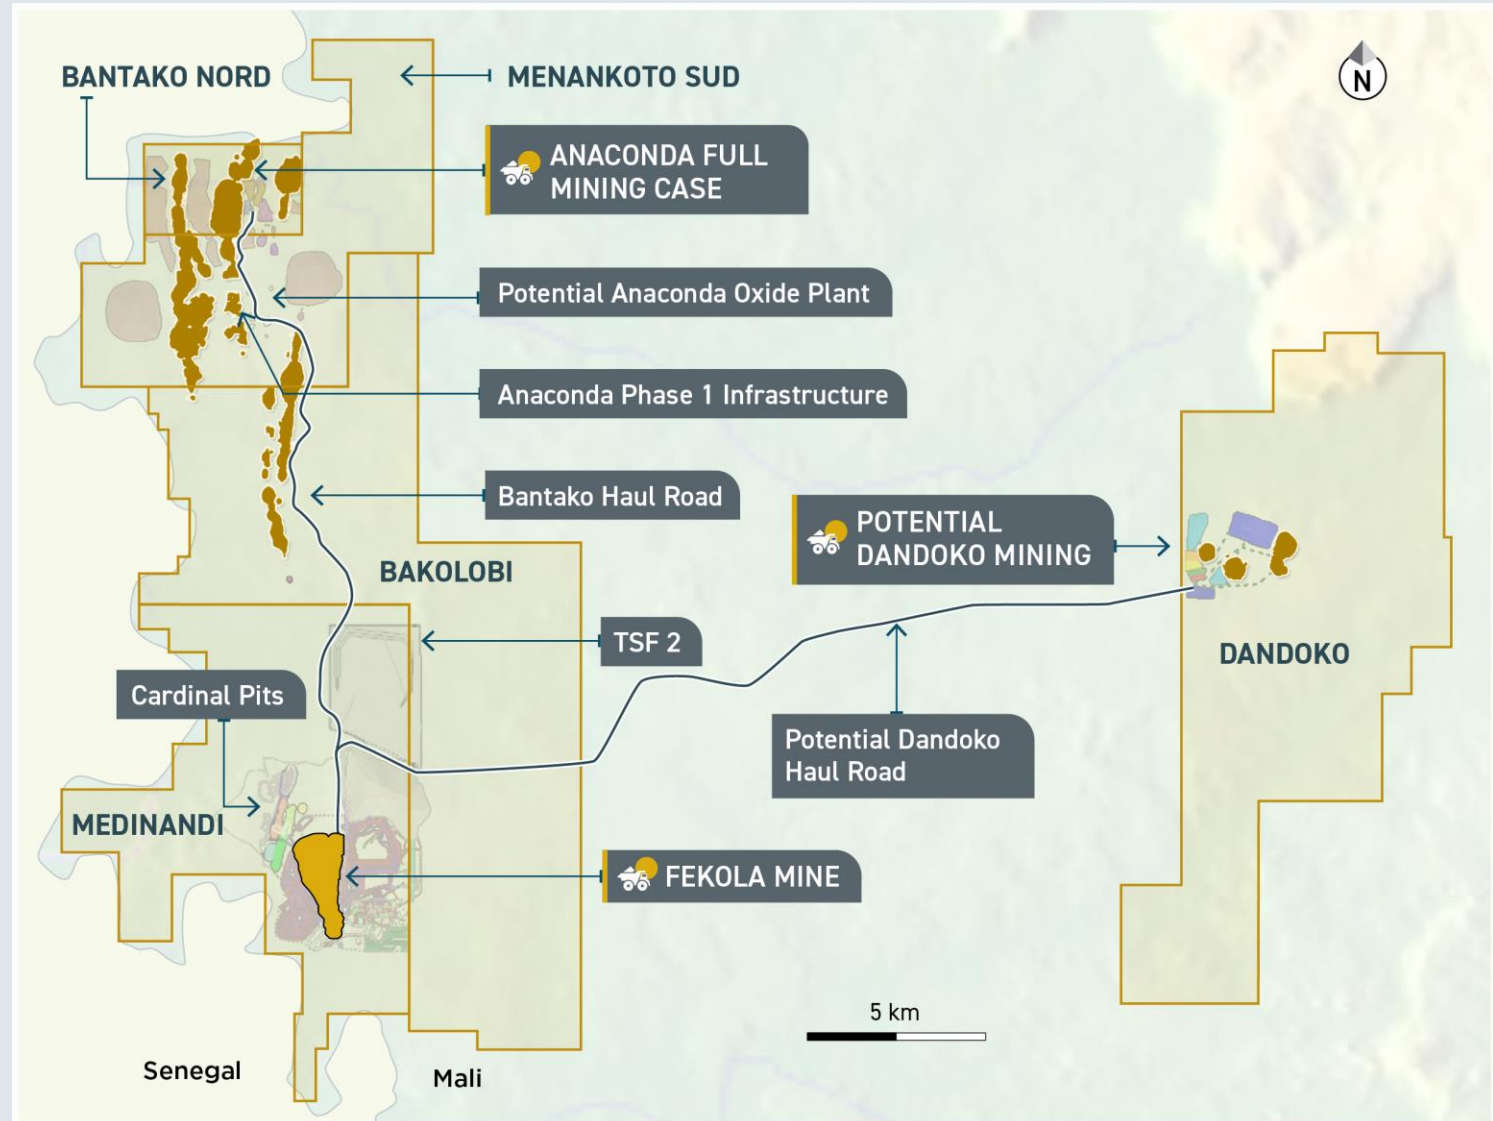 BANTAKO NORD
MENANKOTO SUD
N
ANACONDA FULL
MINING CASE
Potential Anaconda Oxide Plant
Anaconda Phase 1 Infrastructure
Bantako Haul Road
POTENTIAL
DANDOKO MINING
BAKOLOBI
TSF 2
DANDOKO
Cardinal Pits
Potential Dandoko
Haul Road
MEDINANDI
FEKOLA MINE
5 km
Senegal
Mali